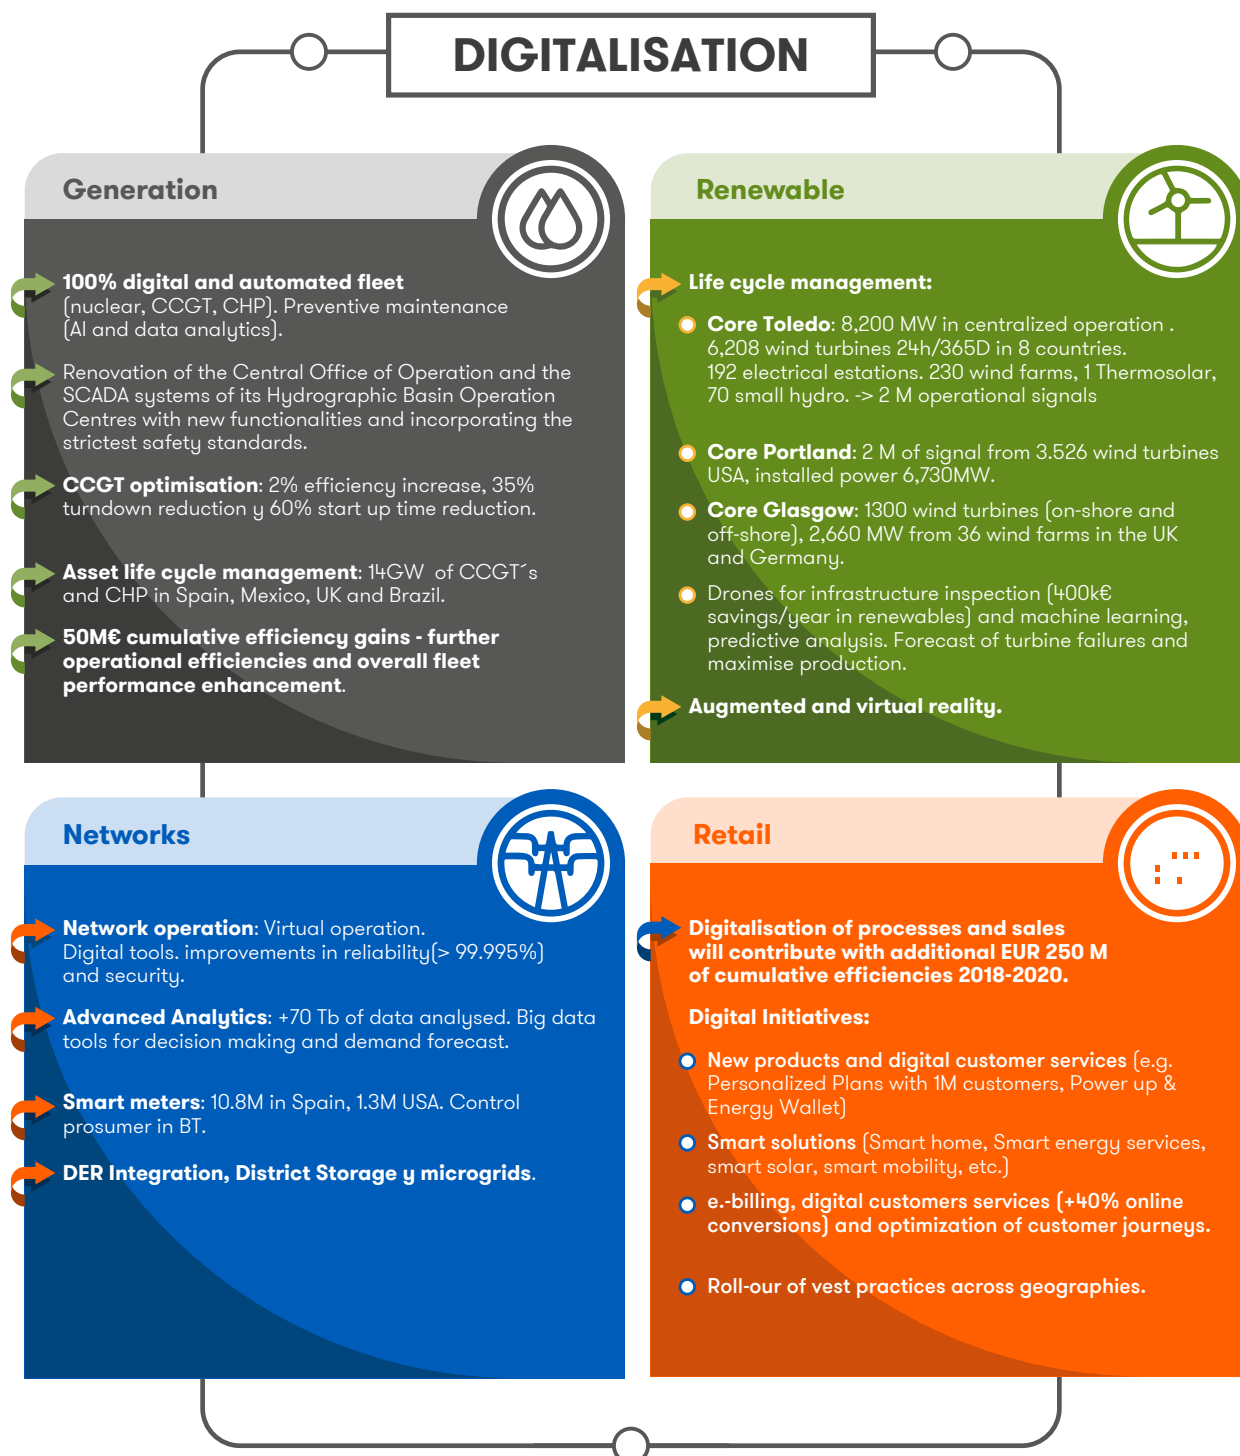 DIGITALISATION
Generation
100% digital and automated fleet
(nuclear, CCGT, CHP). Preventive maintenance
(AI and data analytics).
Renovation of the Central Office of Operation and the
SCADA systems of its Hydrographic Basin Operation
Centres with new functionalities and incorporating the
strictest safety standards.
CCGT optimisation: 2% efficiency increase, 35%
turndown reduction y 60% start up time reduction.
Asset life cycle management: 14GW of CCGT´s
and CHP in Spain, Mexico, UK and Brazil.
50M€ cumulative efficiency gains - further
operational efficiencies and overall fleet
performance enhancement.
Renewable
Life cycle management:
Core Toledo: 8,200 MW in centralized operation .
6,208 wind turbines 24h/365D in 8 countries.
192 electrical estations. 230 wind farms, 1 Thermosolar,
70 small hydro. -> 2 M operational signals
Core Portland: 2 M of signal from 3.526 wind turbines
USA, installed power 6,730MW.
Core Glasgow: 1300 wind turbines (on-shore and
off-shore), 2,660 MW from 36 wind farms in the UK
and Germany.
Drones for infrastructure inspection (400k€
savings/year in renewables) and machine learning,
predictive analysis. Forecast of turbine failures and
maximise production.
Augmented and virtual reality.
Networks
Network operation: Virtual operation.
Digital tools. improvements in reliability(> 99.995%)
and security.
Advanced Analytics: +70 Tb of data analysed. Big data
tools for decision making and demand forecast.
Smart meters: 10.8M in Spain, 1.3M USA. Control
prosumer in BT.
DER Integration, District Storage y microgrids.
Retail
Digitalisation of processes and sales
will contribute with additional EUR 250 M
of cumulative efficiencies 2018-2020.
Digital Initiatives:
New products and digital customer services (e.g.
Personalized Plans with 1M customers, Power up &
Energy Wallet)
Smart solutions (Smart home, Smart energy services,
smart solar, smart mobility, etc.)
e.-billing, digital customers services (+40% online
conversions) and optimization of customer journeys.
Roll-our of vest practices across geographies.